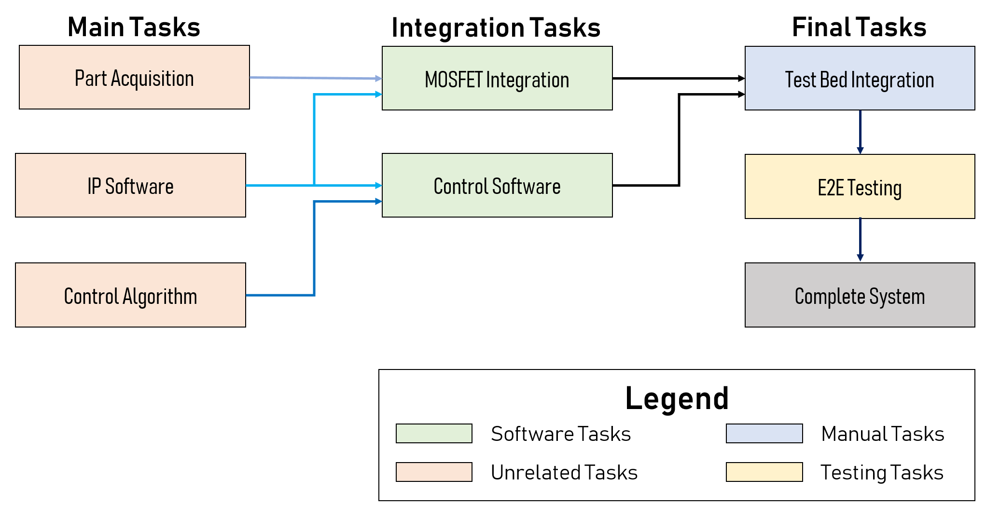 Main Tasks
Integration Tasks
Final Tasks
Part Acquisition
MOSFET Integration
Test Bed Integration
IP Software
Control Software
E2E Testing
Control Algorithm
Complete System
Legend
Software Tasks
Manual Tasks
Unrelated Tasks
Testing Tasks